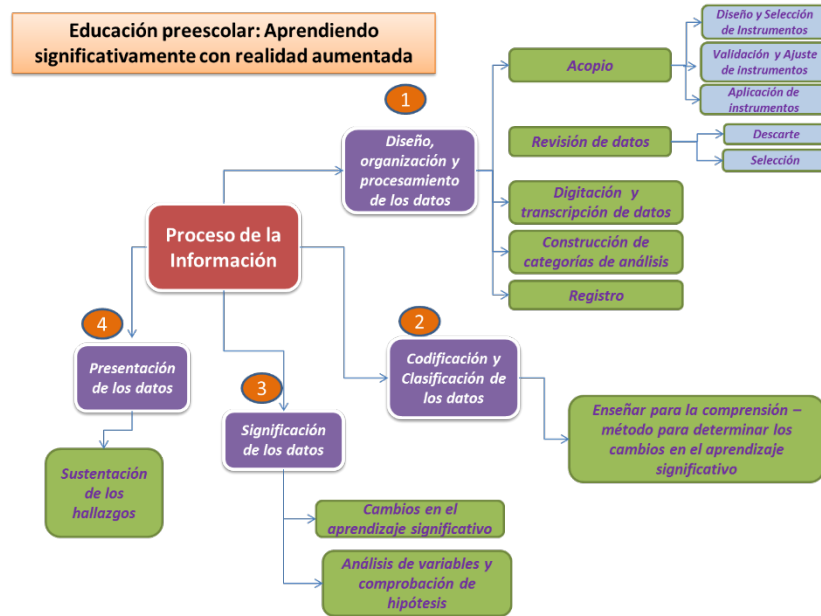 Educación preescolar: Aprendiendo
significativamente con realidad aumentada
1
Diseño,
organización y
procesamiento
de los datos
Acopio
Diseño y Selección
de Instrumentos
Validación y Ajuste
de instrumentos
Aplicación de
instrumentos
Revisión de datos
Descarte
Selección
Digitación y
transcripción de datos
Construcción de
categorías de análisis
Registro
Proceso de la
Información
2
Codificación y
Clasificación de
los datos
Enseñar para la comprensión –
método para determinar los
cambios en el aprendizaje
significativo
3
Significación
de los datos
Cambios en el
aprendizaje significativo
Análisis de variables y
comprobación de
hipótesis
4
Presentación
de los datos
Sustentación
de los
hallazgos